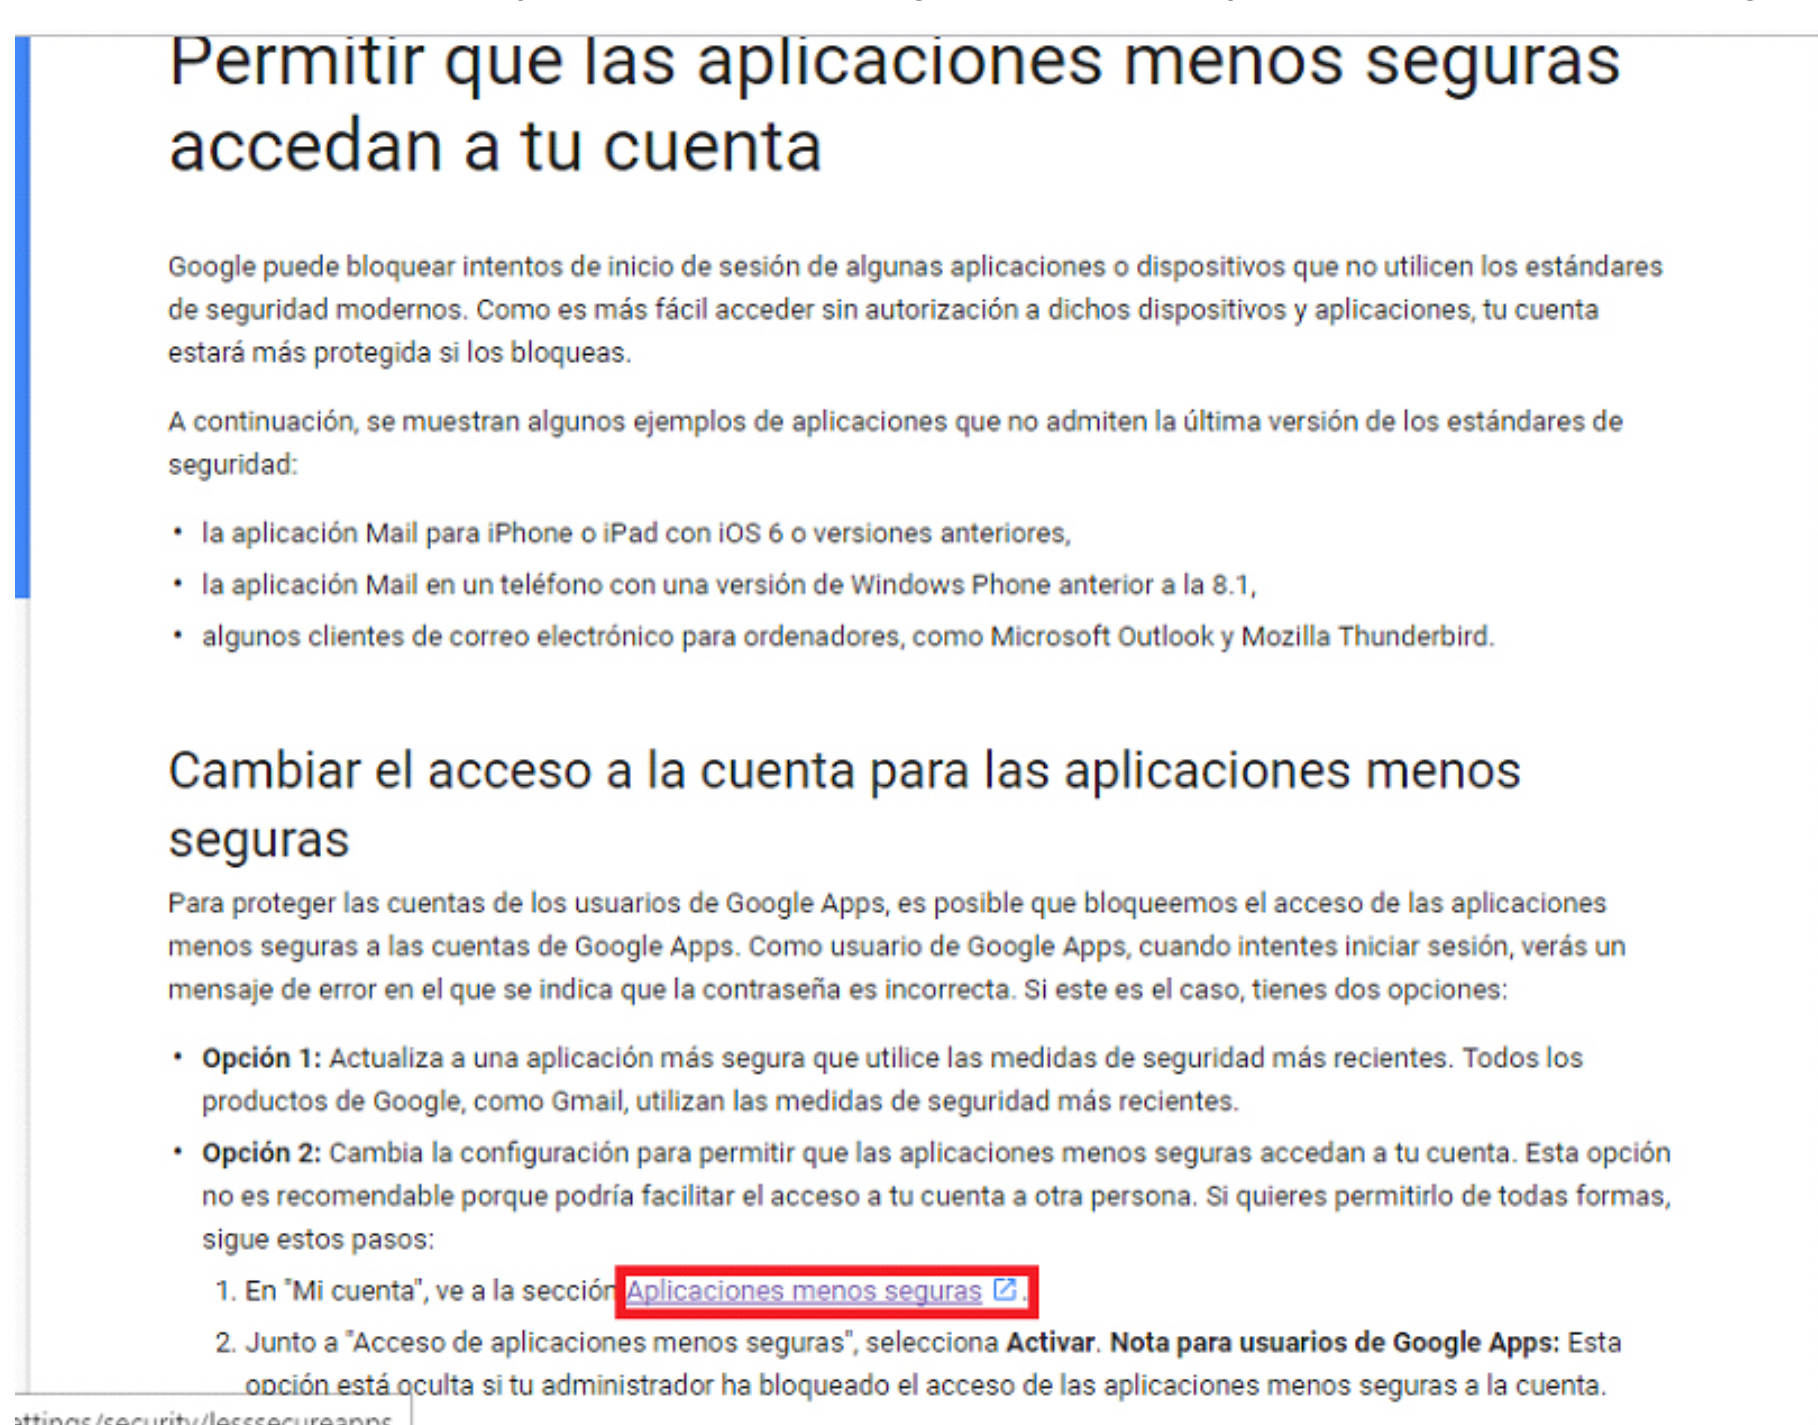 Permitir que las aplicaciones menos seguras
accedan a tu cuenta
Google puede bloquear intentos de inicio de sesión de algunas aplicaciones o dispositivos que no utilicen los estándares
de seguridad modernos. Como es más fácil acceder sin autorización a dichos dispositivos y aplicaciones, tu cuenta
estará más protegida si los bloqueas.
A continuación, se muestran algunos ejemplos de aplicaciones que no admiten la última versión de los estándares de
seguridad:
• la aplicación Mail para iPhone o iPad con iOS 6 o versiones anteriores,
• la aplicación Mail en un teléfono con una versión de Windows Phone anterior a la 8.1,
• algunos clientes de correo electrónico para ordenadores, como Microsoft Outlook y Mozilla Thunderbird.
Cambiar el acceso a la cuenta para las aplicaciones menos
seguras
Para proteger las cuentas de los usuarios de Google Apps, es posible que bloqueemos el acceso de las aplicaciones
menos seguras a las cuentas de Google Apps. Como usuario de Google Apps, cuando intentes iniciar sesión, verás un
mensaje de error en el que se indica que la contraseña es incorrecta. Si este es el caso, tienes dos opciones:
• Opción 1: Actualiza a una aplicación más segura que utilice las medidas de seguridad más recientes. Todos los
productos de Google, como Gmail, utilizan las medidas de seguridad más recientes.
• Opción 2: Cambia la configuración para permitir que las aplicaciones menos seguras accedan a tu cuenta. Esta opción
no es recomendable porque podría facilitar el acceso a tu cuenta a otra persona. Si quieres permitirlo de todas formas,
sigue estos pasos:
1. En "Mi cuenta", ve a la sección Aplicaciones menos seguras.
2. Junto a "Acceso de aplicaciones menos seguras", selecciona Activar. Nota para usuarios de Google Apps: Esta
opción está oculta si tu administrador ha bloqueado el acceso de las aplicaciones menos seguras a la cuenta.
ettings/security/lesssecureapps